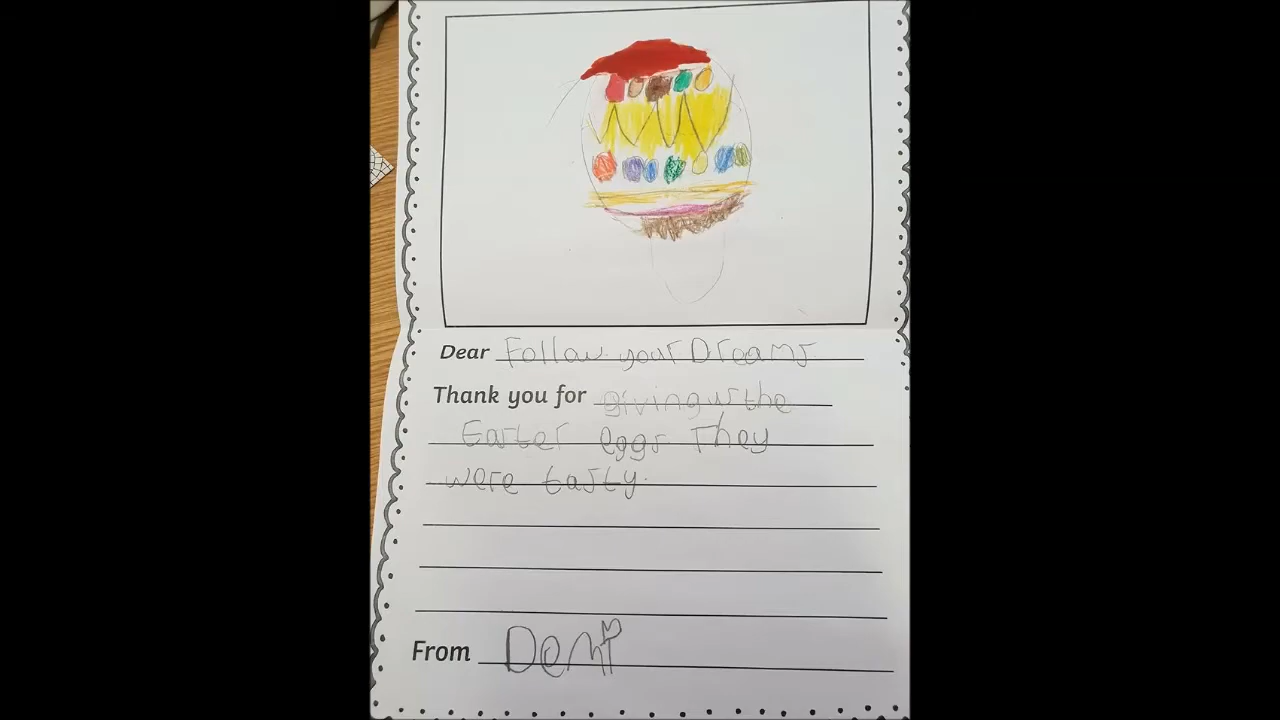 Dear Follow your Dreams
Thank you for giving us the
Easter eggs They
were tasty.
From Demi